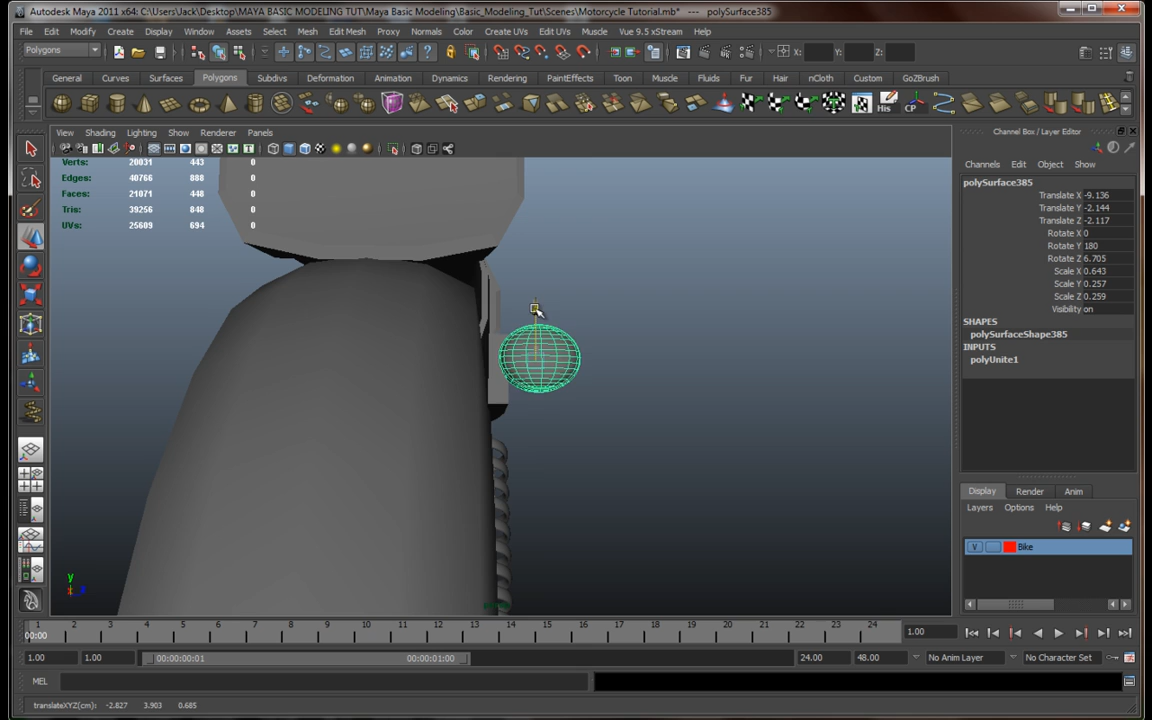 Autodesk Maya 2011 x64: C:\Users\Jack\Desktop\MAYA BASIC MODELING TUT\Maya Basic Modeling\Basic_Modeling_Tut\Scenes\Motorcycle Tutorial.mb* --- polySurface385
File Edit Modify Create Display Window Assets Select Mesh Edit Mesh Proxy Normals Color Create UVs Edit UVs Muscle Vue 9.5 xStream Help
Polygons X: Y: Z:
General Curves Surfaces Polygons Subdivs Deformation Animation Dynamics Rendering PaintEffects Toon Muscle Fluids Fur Hair nCloth Custom GoZBrush
His CP
View Shading Lighting Show Renderer Panels
Channel Box / Layer Editor
Channels Edit Object Show
Verts: 20031 443 0
Edges: 40766 888 0
Faces: 21071 448 0
Tris: 39256 848 0
UVs: 25609 694 0
polySurface385
Translate X -9.136
Translate Y -2.144
Translate Z -2.117
Rotate X 0
Rotate Y 180
Rotate Z 6.705
Scale X 0.643
Scale Y 0.257
Scale Z 0.259
Visibility on
SHAPES
polySurfaceShape385
INPUTS
polyUnite1
Display Render Anim
Layers Options Help
V Bike
y
1 2 3 4 5 6 7 8 9 10 11 12 13 14 15 16 17 18 19 20 21 22 23 24
00:00 1.00
1.00 1.00 00:00:00:01 00:00:01:00 24.00 48.00 No Anim Layer No Character Set
MEL
translateXYZ(cm): -2.827 3.903 0.685